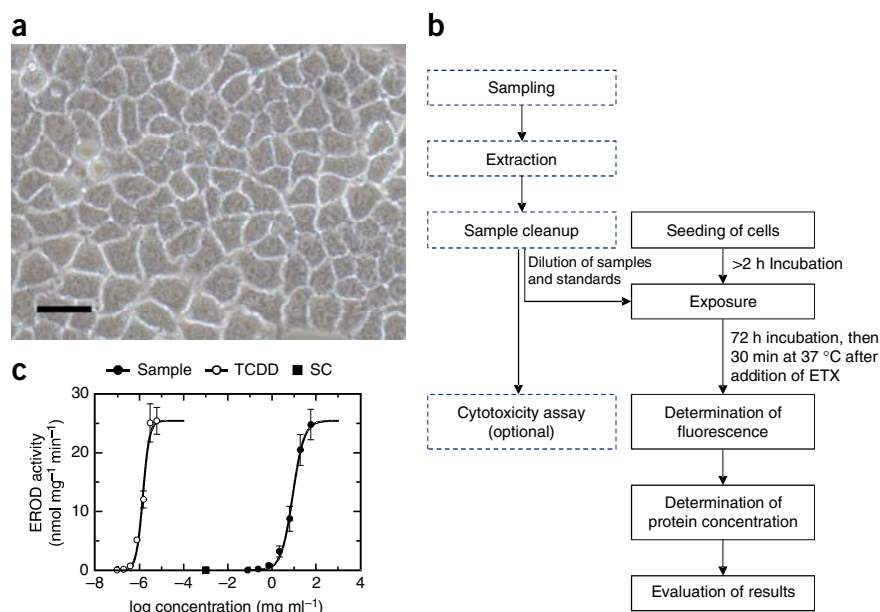 a
b
Sampling
Extraction
Sample cleanup
Seeding of cells
Dilution of samples
and standards
>2 h Incubation
Exposure
72 h incubation, then
30 min at 37 °C after
addition of ETX
Cytotoxicity assay
(optional)
Determination of
fluorescence
Determination of
protein concentration
Evaluation of results
c
Sample TCDD SC
EROD activity
(nmol mg⁻¹ min⁻¹)
30
20
10
0
−8 −6 −4 −2 0 2 4
log concentration (mg ml⁻¹)